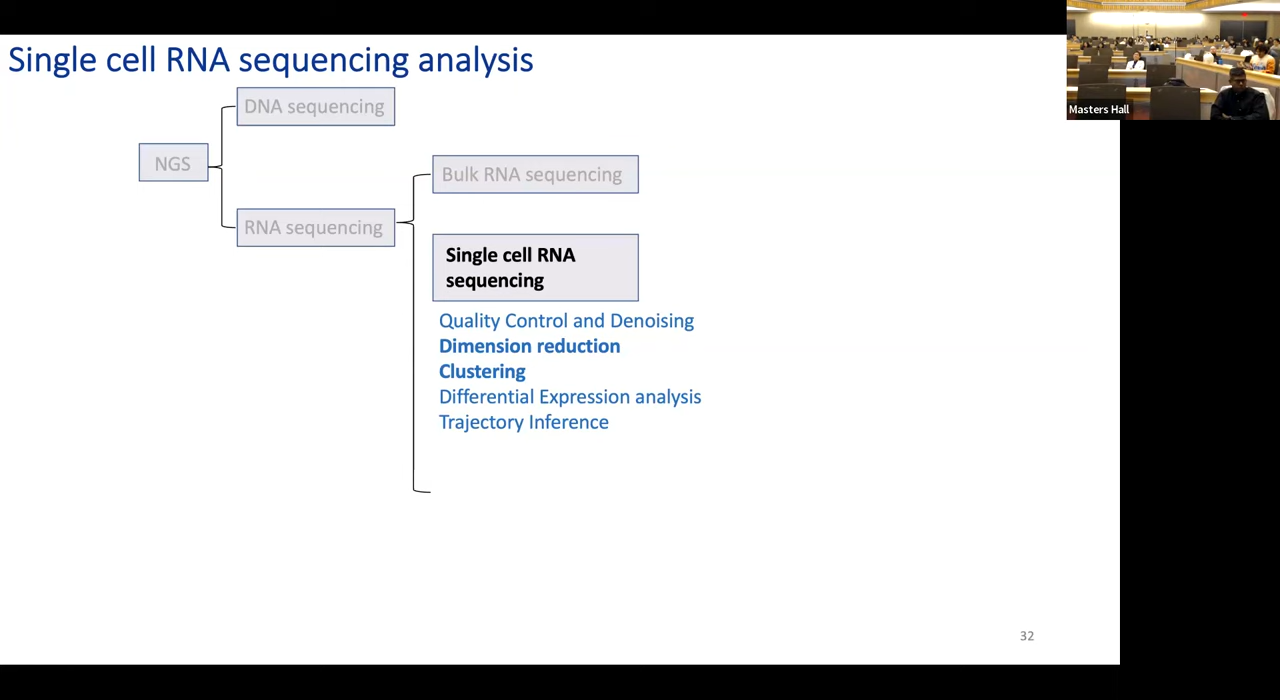 Single cell RNA sequencing analysis
DNA sequencing
NGS
Bulk RNA sequencing
RNA sequencing
Single cell RNA
sequencing
Quality Control and Denoising
Dimension reduction
Clustering
Differential Expression analysis
Trajectory Inference
32
Masters Hall